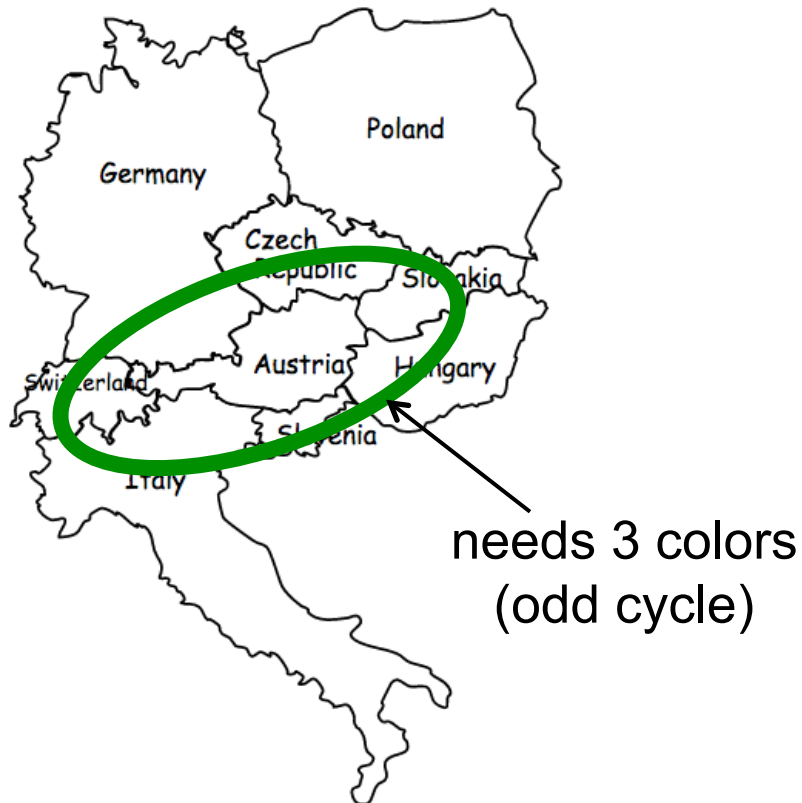 Poland
Germany
Czech
Republic
Slovakia
Austria
Hungary
Switzerland
Slovenia
Italy
needs 3 colors
(odd cycle)